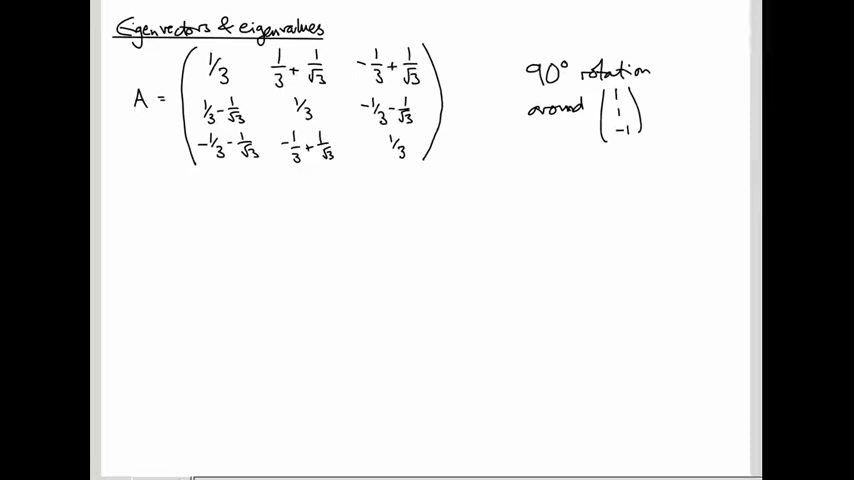 Eigenvectors & eigenvalues
A = ( 1/3 1/3 + 1/√3 -1/3 + 1/√3
1/3 - 1/√3 1/3 -1/3 - 1/√3
-1/3 - 1/√3 -1/3 + 1/√3 1/3 )
90° rotation
around ( 1
1
-1 )